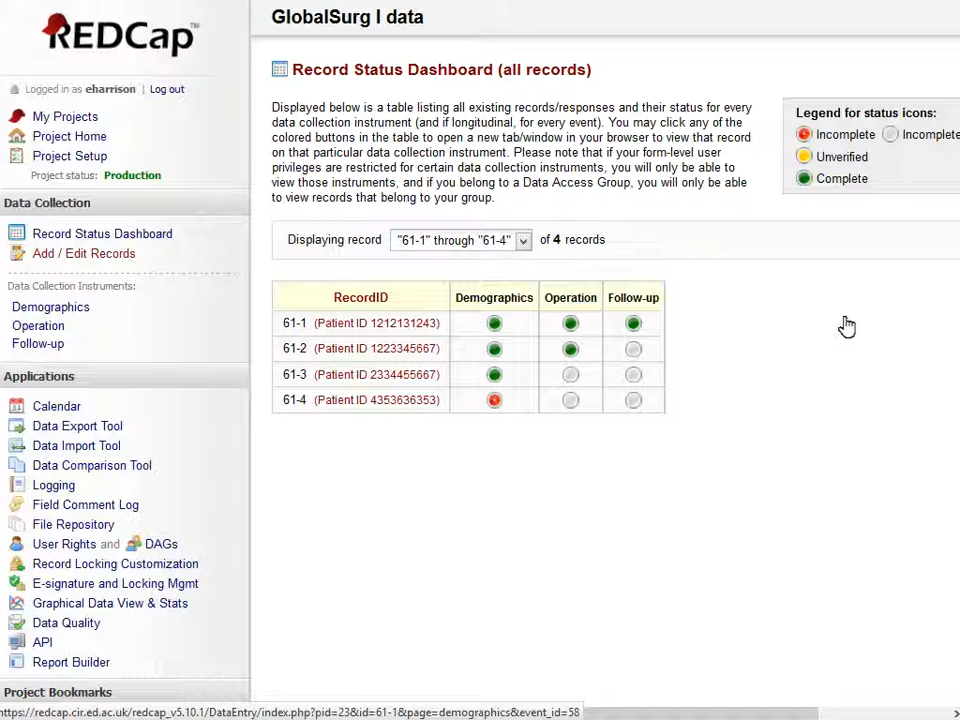 REDCap™
Logged in as eharrison | Log out
My Projects
Project Home
Project Setup
Project status: Production
Data Collection
Record Status Dashboard
Add / Edit Records
Data Collection Instruments:
Demographics
Operation
Follow-up
Applications
Calendar
Data Export Tool
Data Import Tool
Data Comparison Tool
Logging
Field Comment Log
File Repository
User Rights and DAGs
Record Locking Customization
E-signature and Locking Mgmt
Graphical Data View & Stats
Data Quality
API
Report Builder
Project Bookmarks
GlobalSurg I data
Record Status Dashboard (all records)
Displayed below is a table listing all existing records/responses and their status for every
data collection instrument (and if longitudinal, for every event). You may click any of the
colored buttons in the table to open a new tab/window in your browser to view that record
on that particular data collection instrument. Please note that if your form-level user
privileges are restricted for certain data collection instruments, you will only be able to
view those instruments, and if you belong to a Data Access Group, you will only be able
to view records that belong to your group.
Legend for status icons:
Incomplete Incomplete
Unverified
Complete
Displaying record "61-1" through "61-4" of 4 records
RecordID Demographics Operation Follow-up
61-1 (Patient ID 1212131243)
61-2 (Patient ID 1223345667)
61-3 (Patient ID 2334455667)
61-4 (Patient ID 4353636353)
https://redcap.cir.ed.ac.uk/redcap_v5.10.1/DataEntry/index.php?pid=23&id=61-1&page=demographics&event_id=58